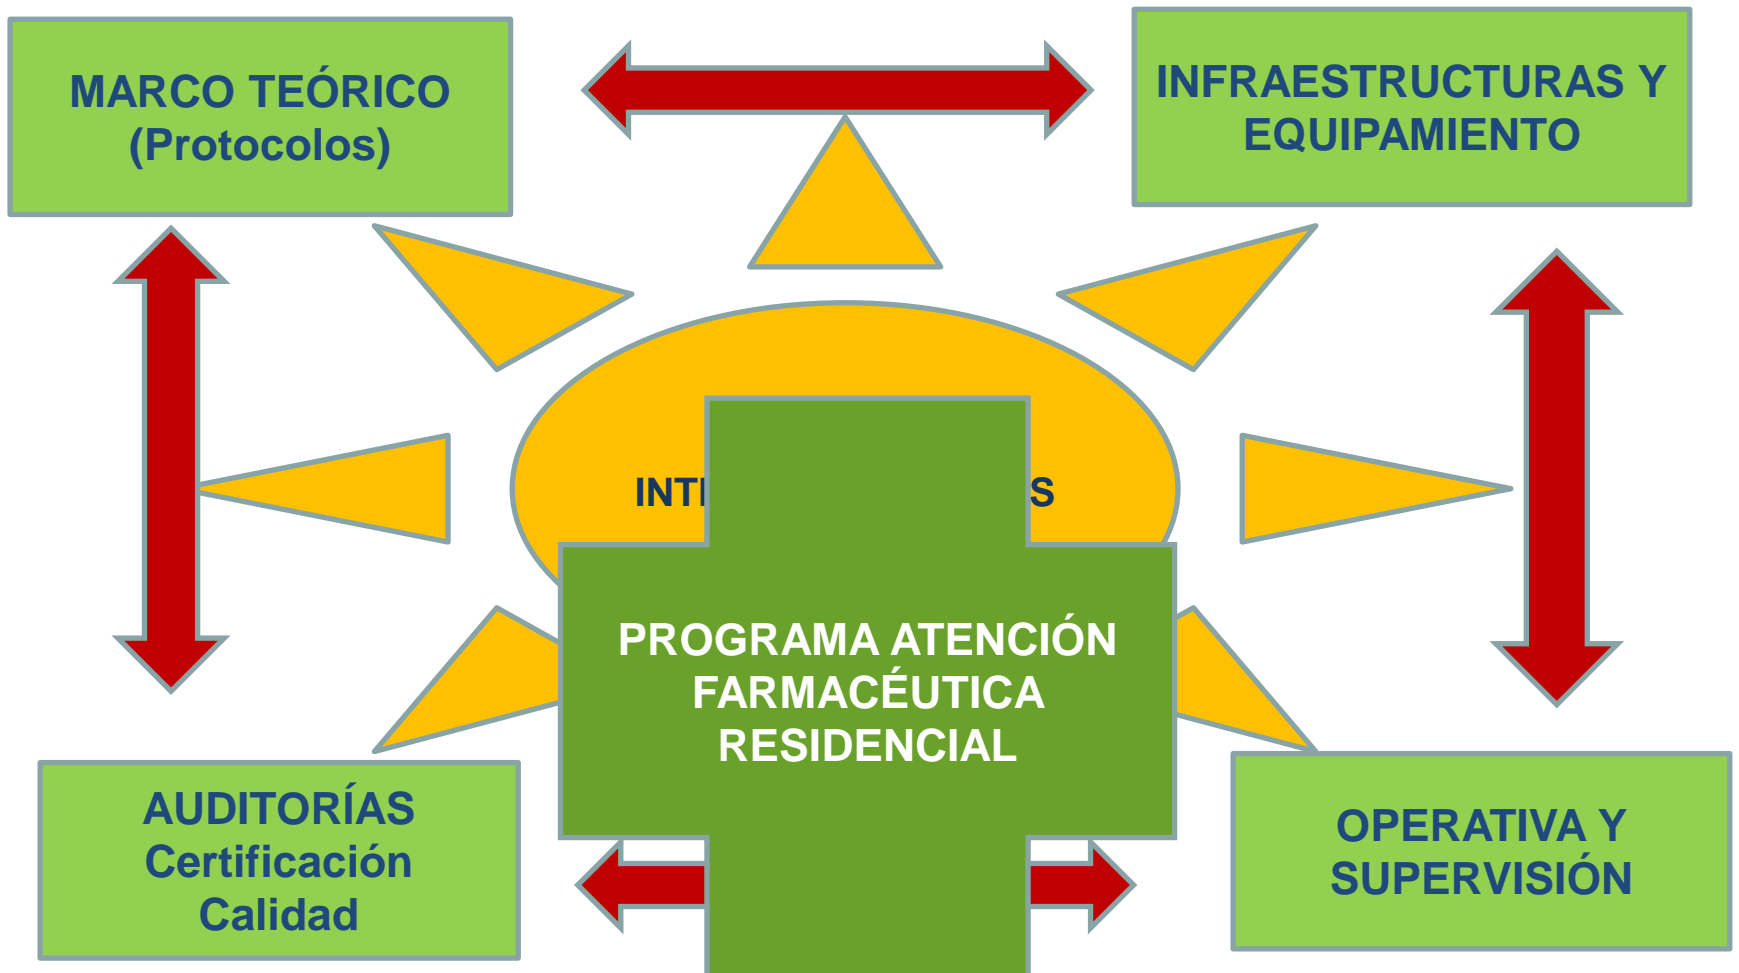 MARCO TEÓRICO
(Protocolos)
INFRAESTRUCTURAS Y
EQUIPAMIENTO
PROGRAMA ATENCIÓN
FARMACÉUTICA
RESIDENCIAL
AUDITORÍAS
Certificación
Calidad
OPERATIVA Y
SUPERVISIÓN